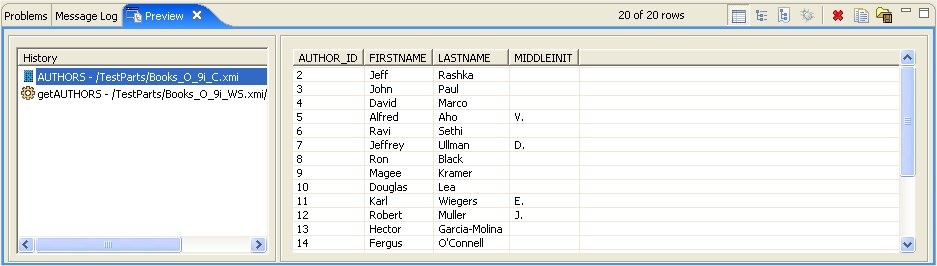 Problems Message Log Preview 20 of 20 rows
History
AUTHORS - /TestParts/Books_O_9i_C.xmi
getAUTHORS - /TestParts/Books_O_9i_WS.xmi/
AUTHOR_ID FIRSTNAME LASTNAME MIDDLEINIT
2 Jeff Rashka
3 John Paul
4 David Marco
5 Alfred Aho V.
6 Ravi Sethi
7 Jeffrey Ullman D.
8 Ron Black
9 Magee Kramer
10 Douglas Lea
11 Karl Wiegers E.
12 Robert Muller J.
13 Hector Garcia-Molina
14 Fergus O'Connell